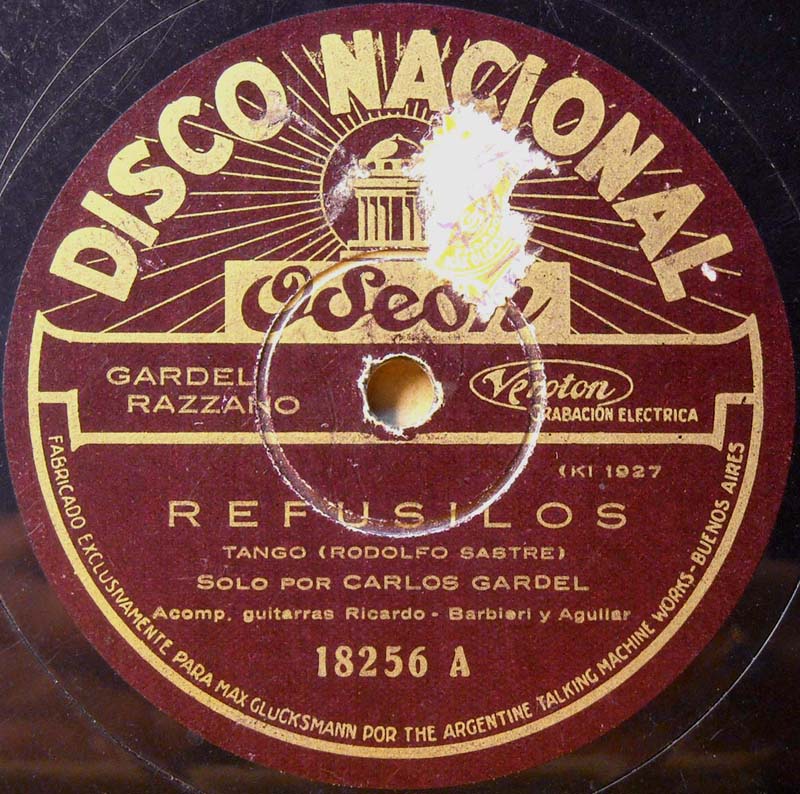 DISCO NACIONAL
Odeon
GARDEL
RAZZANO
Veroton
GRABACIÓN ELECTRICA
(KI 1927
REFUSILOS
TANGO (RODOLFO SASTRE)
SOLO POR CARLOS GARDEL
Acomp. guitarras Ricardo - Barbieri y Aguilar
18256 A
FABRICADO EXCLUSIVAMENTE PARA MAX GLUCKSMANN POR THE ARGENTINE TALKING MACHINE WORKS - BUENOS AIRES